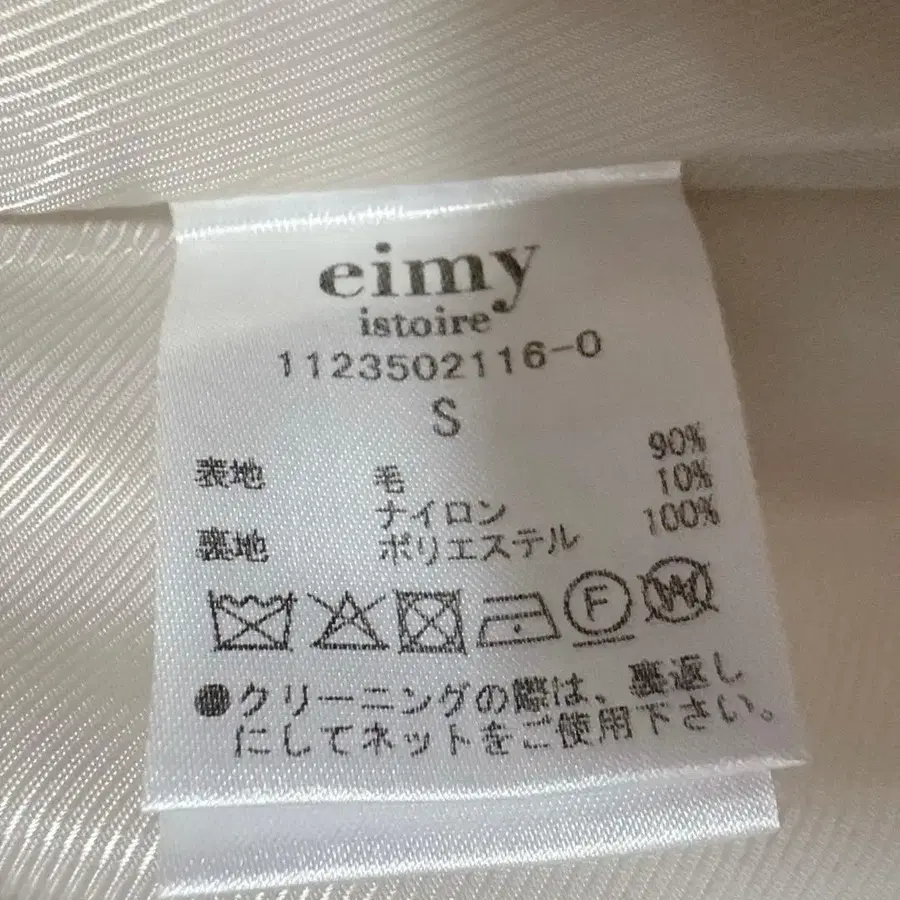 eimy
istoire
1123502116-0
S
表地 毛 90%
ナイロン 10%
裏地 ポリエステル 100%
F
W
●クリーニングの際は、裏返し
にしてネットをご使用下さい。